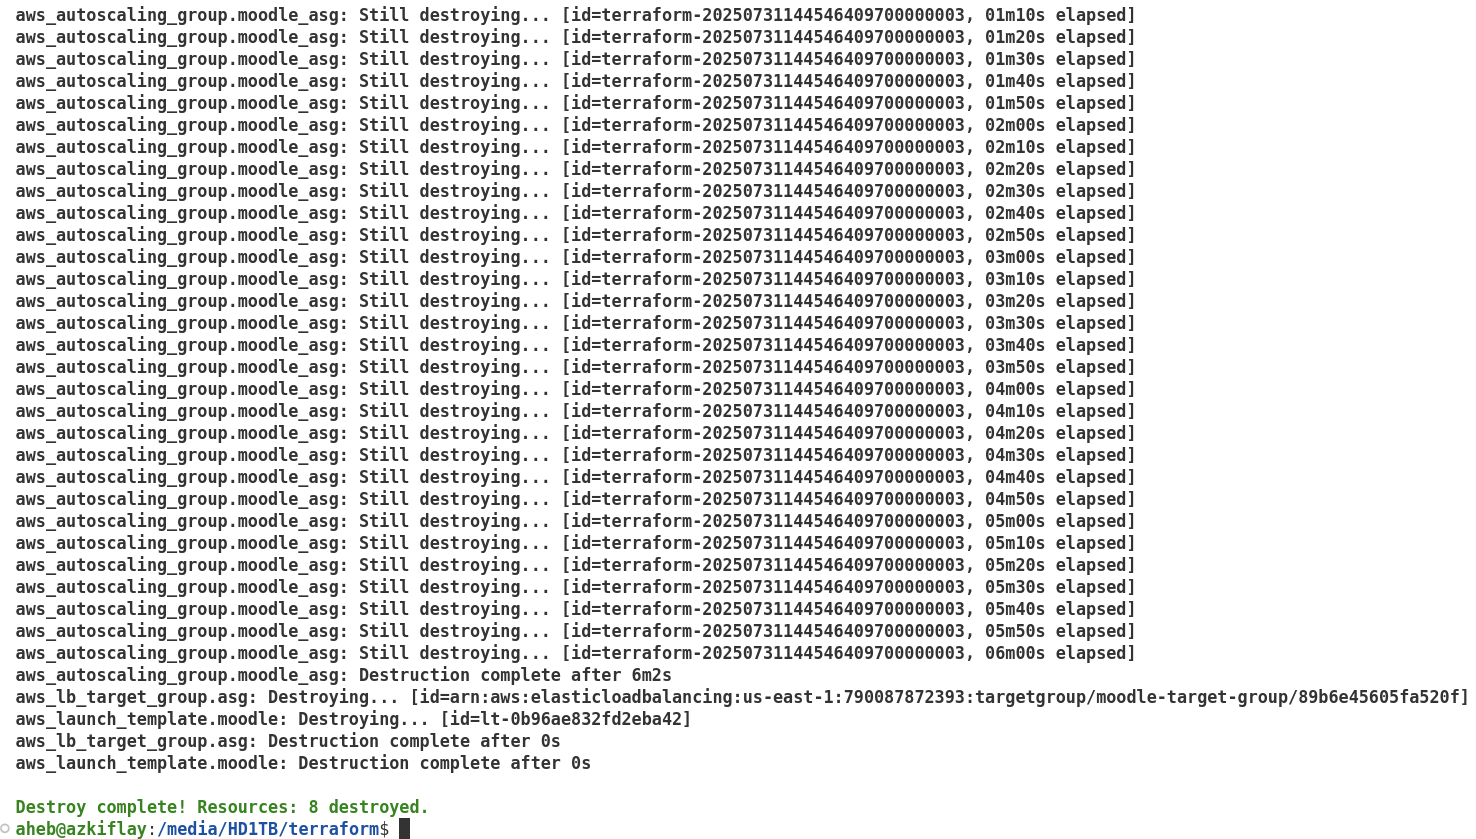 aws_autoscaling_group.moodle_asg: Still destroying... [id=terraform-20250731144546409700000003, 01m10s elapsed]
aws_autoscaling_group.moodle_asg: Still destroying... [id=terraform-20250731144546409700000003, 01m20s elapsed]
aws_autoscaling_group.moodle_asg: Still destroying... [id=terraform-20250731144546409700000003, 01m30s elapsed]
aws_autoscaling_group.moodle_asg: Still destroying... [id=terraform-20250731144546409700000003, 01m40s elapsed]
aws_autoscaling_group.moodle_asg: Still destroying... [id=terraform-20250731144546409700000003, 01m50s elapsed]
aws_autoscaling_group.moodle_asg: Still destroying... [id=terraform-20250731144546409700000003, 02m00s elapsed]
aws_autoscaling_group.moodle_asg: Still destroying... [id=terraform-20250731144546409700000003, 02m10s elapsed]
aws_autoscaling_group.moodle_asg: Still destroying... [id=terraform-20250731144546409700000003, 02m20s elapsed]
aws_autoscaling_group.moodle_asg: Still destroying... [id=terraform-20250731144546409700000003, 02m30s elapsed]
aws_autoscaling_group.moodle_asg: Still destroying... [id=terraform-20250731144546409700000003, 02m40s elapsed]
aws_autoscaling_group.moodle_asg: Still destroying... [id=terraform-20250731144546409700000003, 02m50s elapsed]
aws_autoscaling_group.moodle_asg: Still destroying... [id=terraform-20250731144546409700000003, 03m00s elapsed]
aws_autoscaling_group.moodle_asg: Still destroying... [id=terraform-20250731144546409700000003, 03m10s elapsed]
aws_autoscaling_group.moodle_asg: Still destroying... [id=terraform-20250731144546409700000003, 03m20s elapsed]
aws_autoscaling_group.moodle_asg: Still destroying... [id=terraform-20250731144546409700000003, 03m30s elapsed]
aws_autoscaling_group.moodle_asg: Still destroying... [id=terraform-20250731144546409700000003, 03m40s elapsed]
aws_autoscaling_group.moodle_asg: Still destroying... [id=terraform-20250731144546409700000003, 03m50s elapsed]
aws_autoscaling_group.moodle_asg: Still destroying... [id=terraform-20250731144546409700000003, 04m00s elapsed]
aws_autoscaling_group.moodle_asg: Still destroying... [id=terraform-20250731144546409700000003, 04m10s elapsed]
aws_autoscaling_group.moodle_asg: Still destroying... [id=terraform-20250731144546409700000003, 04m20s elapsed]
aws_autoscaling_group.moodle_asg: Still destroying... [id=terraform-20250731144546409700000003, 04m30s elapsed]
aws_autoscaling_group.moodle_asg: Still destroying... [id=terraform-20250731144546409700000003, 04m40s elapsed]
aws_autoscaling_group.moodle_asg: Still destroying... [id=terraform-20250731144546409700000003, 04m50s elapsed]
aws_autoscaling_group.moodle_asg: Still destroying... [id=terraform-20250731144546409700000003, 05m00s elapsed]
aws_autoscaling_group.moodle_asg: Still destroying... [id=terraform-20250731144546409700000003, 05m10s elapsed]
aws_autoscaling_group.moodle_asg: Still destroying... [id=terraform-20250731144546409700000003, 05m20s elapsed]
aws_autoscaling_group.moodle_asg: Still destroying... [id=terraform-20250731144546409700000003, 05m30s elapsed]
aws_autoscaling_group.moodle_asg: Still destroying... [id=terraform-20250731144546409700000003, 05m40s elapsed]
aws_autoscaling_group.moodle_asg: Still destroying... [id=terraform-20250731144546409700000003, 05m50s elapsed]
aws_autoscaling_group.moodle_asg: Still destroying... [id=terraform-20250731144546409700000003, 06m00s elapsed]
aws_autoscaling_group.moodle_asg: Destruction complete after 6m2s
aws_lb_target_group.asg: Destroying... [id=arn:aws:elasticloadbalancing:us-east-1:790087872393:targetgroup/moodle-target-group/89b6e45605fa520f]
aws_launch_template.moodle: Destroying... [id=lt-0b96ae832fd2eba42]
aws_lb_target_group.asg: Destruction complete after 0s
aws_launch_template.moodle: Destruction complete after 0s
Destroy complete! Resources: 8 destroyed.
aheb@azkiflay:/media/HD1TB/terraform$